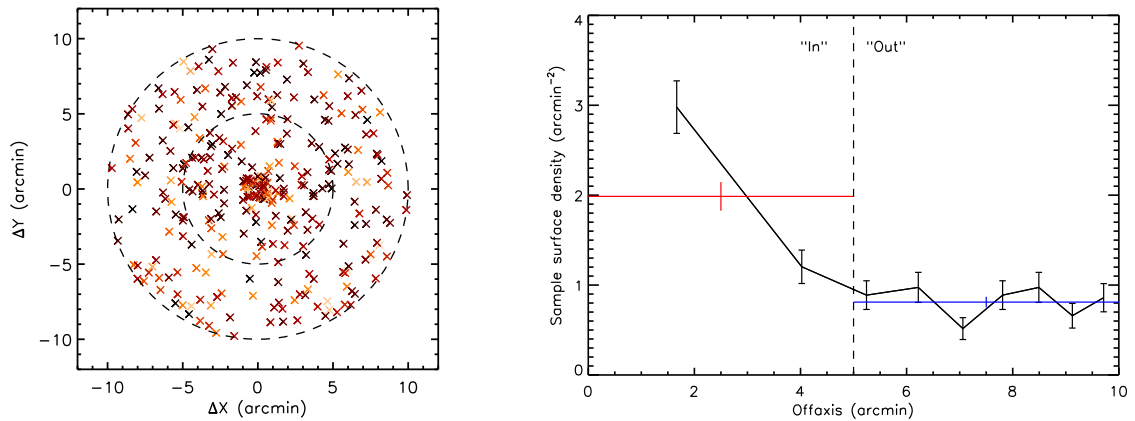 10
5
0
−5
−10
ΔY (arcmin)
−10 −5 0 5 10
ΔX (arcmin)
4
3
2
1
0
Sample surface density (arcmin⁻²)
"In" "Out"
0 2 4 6 8 10
Offaxis (arcmin)